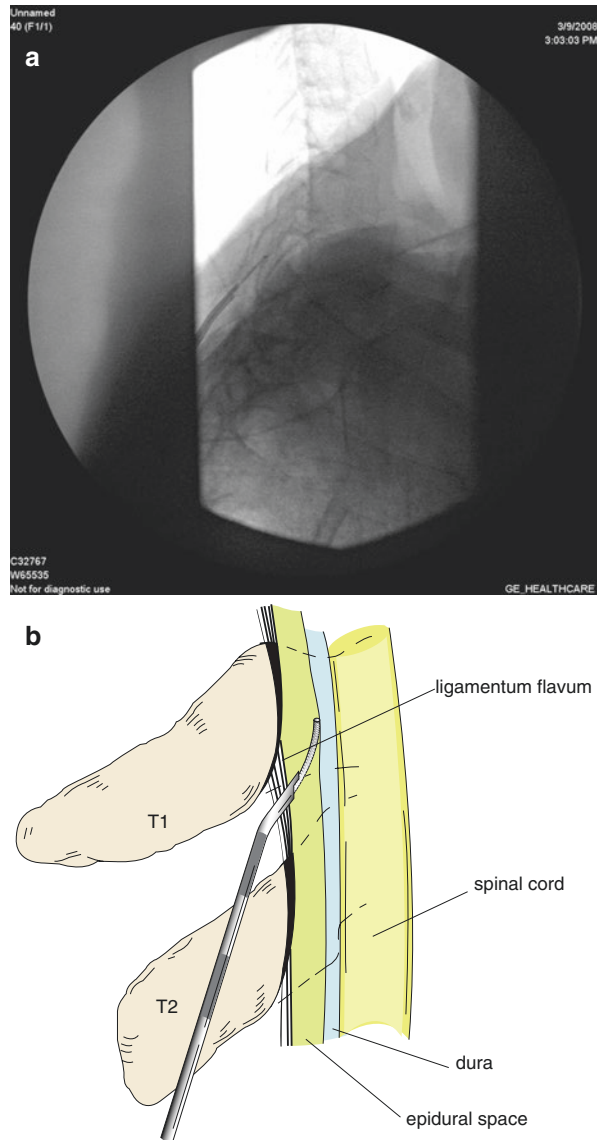 Unnamed
40 (F1/1)
3/9/2008
3:03:03 PM
a
C32767
W65535
Not for diagnostic use
GE_HEALTHCARE
b
ligamentum flavum
T1
spinal cord
T2
dura
epidural space